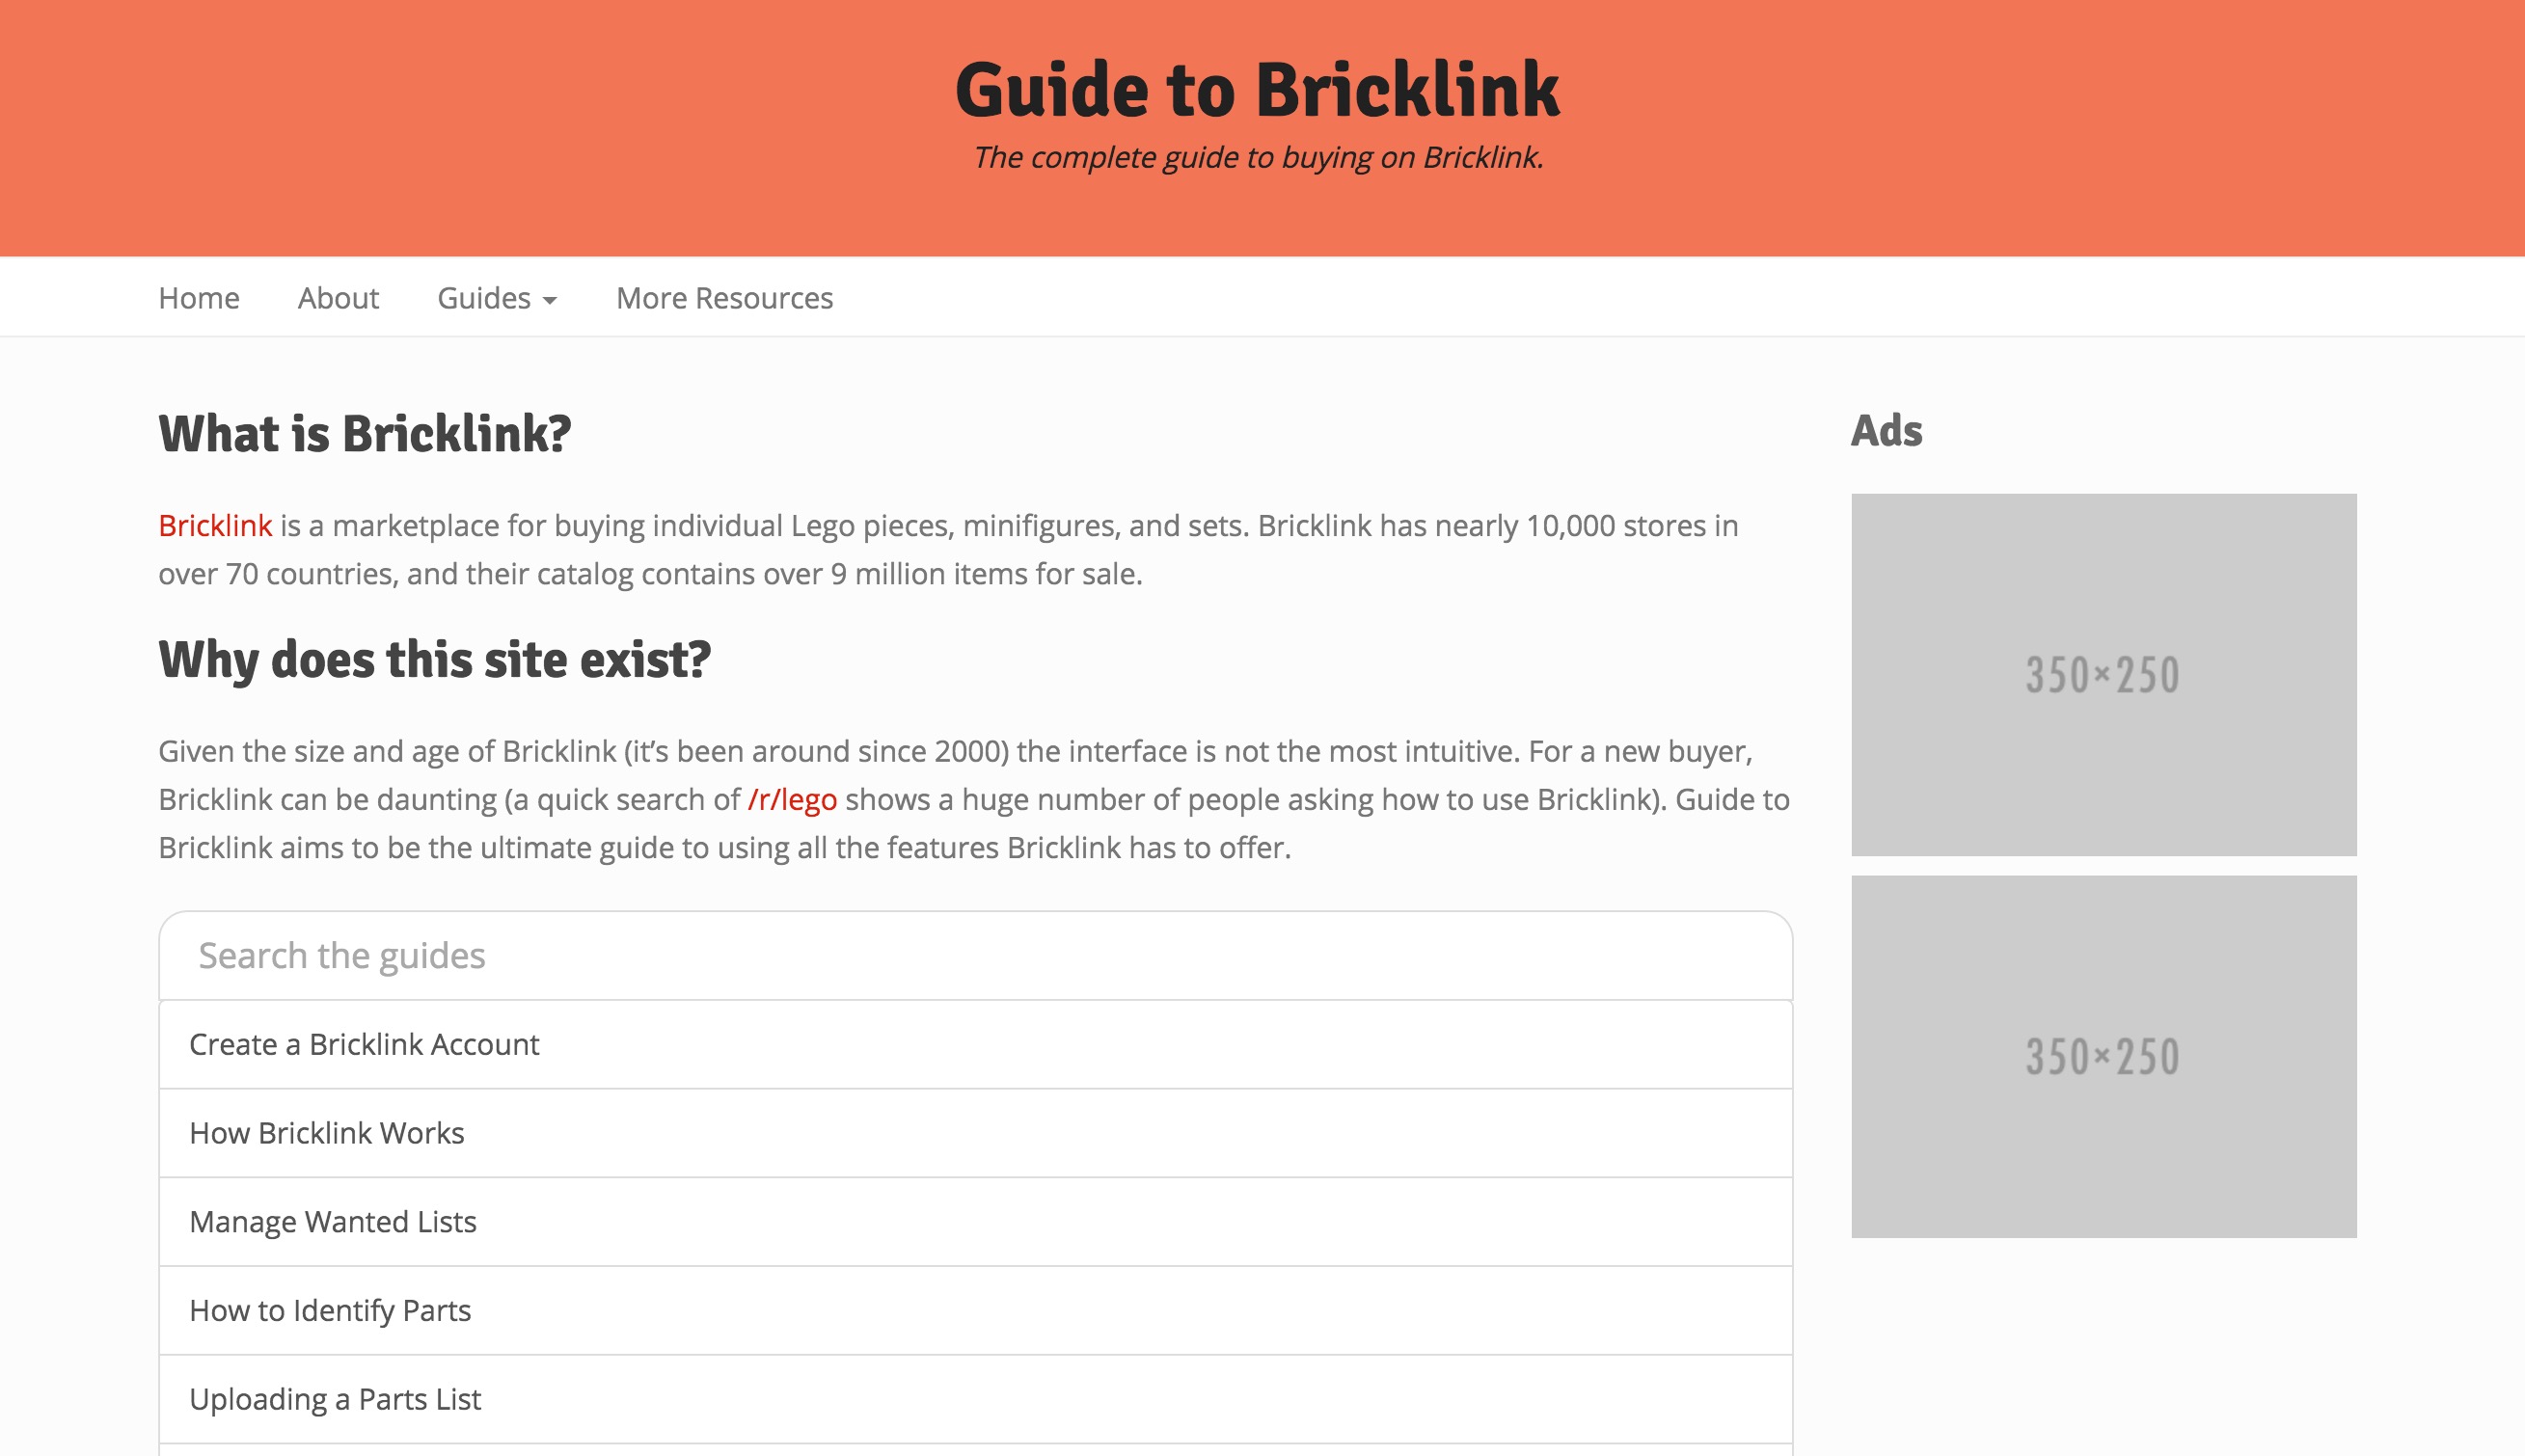 Guide to Bricklink
The complete guide to buying on Bricklink.
Home About Guides More Resources
What is Bricklink?
Bricklink is a marketplace for buying individual Lego pieces, minifigures, and sets. Bricklink has nearly 10,000 stores in
over 70 countries, and their catalog contains over 9 million items for sale.
Why does this site exist?
Given the size and age of Bricklink (it’s been around since 2000) the interface is not the most intuitive. For a new buyer,
Bricklink can be daunting (a quick search of /r/lego shows a huge number of people asking how to use Bricklink). Guide to
Bricklink aims to be the ultimate guide to using all the features Bricklink has to offer.
Search the guides
Create a Bricklink Account
How Bricklink Works
Manage Wanted Lists
How to Identify Parts
Uploading a Parts List
Ads
350×250
350×250